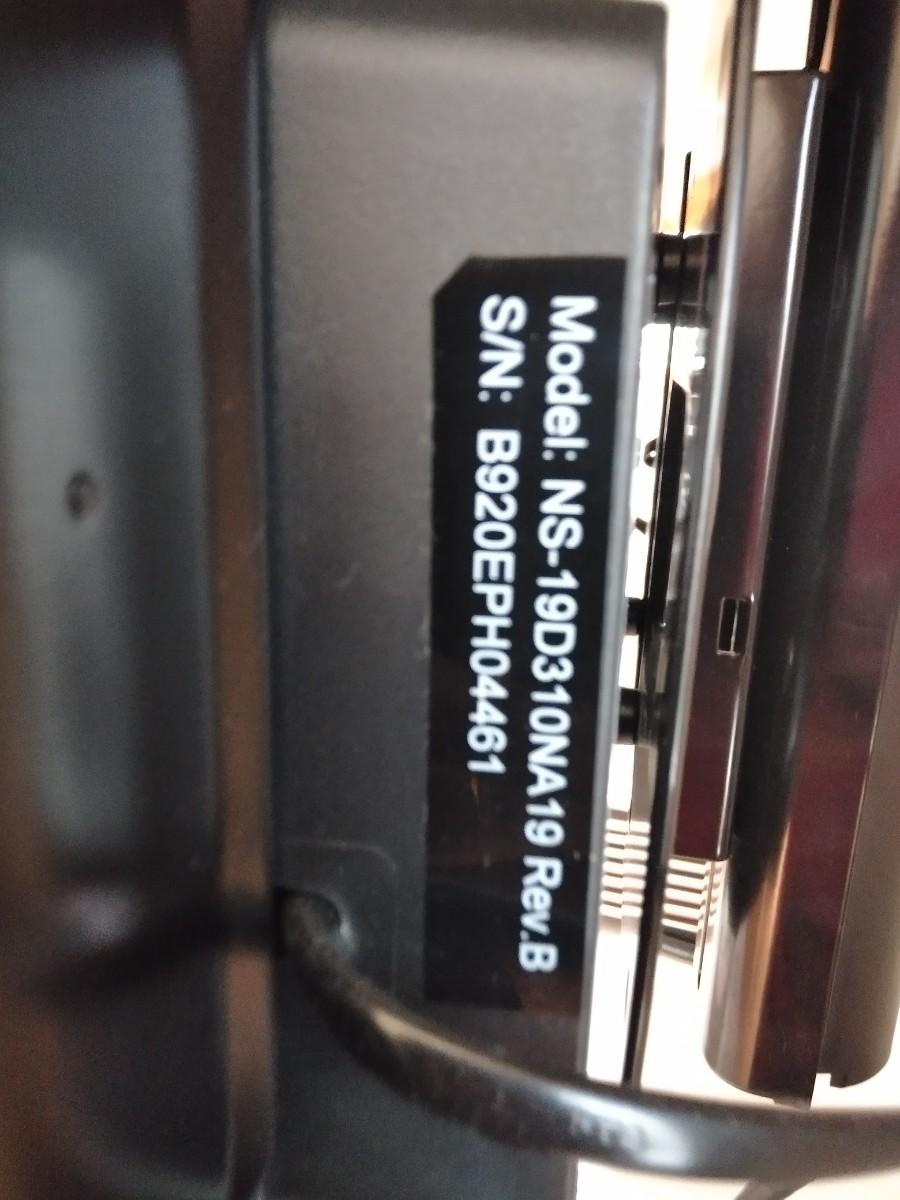 Model: NS-19D310NA19 Rev.B
S/N: B920EPH04461